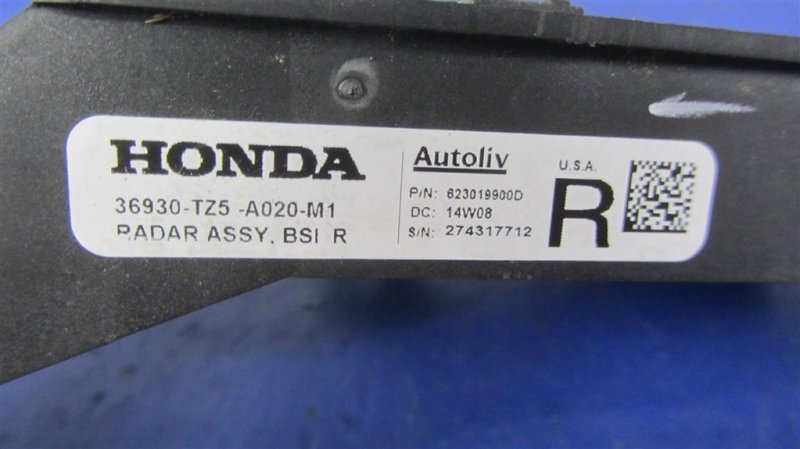 HONDA
36930-TZ5 -A020-M1
RADAR ASSY, BSI R
Autoliv
P/N: 623019900D
DC: 14W08
S/N: 274317712
U.S.A.
R